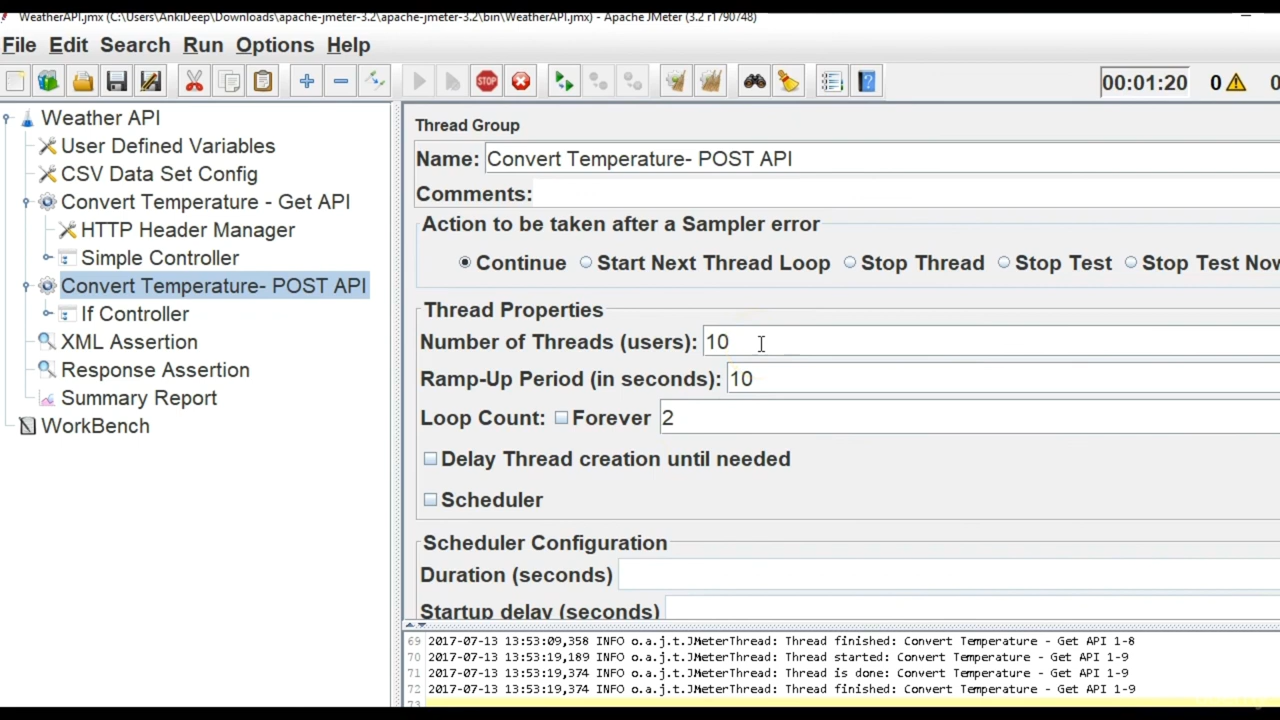 WeatherAPI.jmx (C:\Users\AnkiDeep\Downloads\apache-jmeter-3.2\apache-jmeter-3.2\bin\WeatherAPI.jmx) - Apache JMeter (3.2 r1790748)
File Edit Search Run Options Help
STOP 00:01:20 0 0
Weather API
User Defined Variables
CSV Data Set Config
Convert Temperature - Get API
HTTP Header Manager
Simple Controller
Convert Temperature- POST API
If Controller
XML Assertion
Response Assertion
Summary Report
WorkBench
Thread Group
Name: Convert Temperature- POST API
Comments:
Action to be taken after a Sampler error
Continue Start Next Thread Loop Stop Thread Stop Test Stop Test Now
Thread Properties
Number of Threads (users): 10
Ramp-Up Period (in seconds): 10
Loop Count: Forever 2
Delay Thread creation until needed
Scheduler
Scheduler Configuration
Duration (seconds)
Startup delay (seconds)
69 2017-07-13 13:53:09,358 INFO o.a.j.t.JMeterThread: Thread finished: Convert Temperature - Get API 1-8
70 2017-07-13 13:53:19,189 INFO o.a.j.t.JMeterThread: Thread started: Convert Temperature - Get API 1-9
71 2017-07-13 13:53:19,374 INFO o.a.j.t.JMeterThread: Thread is done: Convert Temperature - Get API 1-9
72 2017-07-13 13:53:19,374 INFO o.a.j.t.JMeterThread: Thread finished: Convert Temperature - Get API 1-9
73